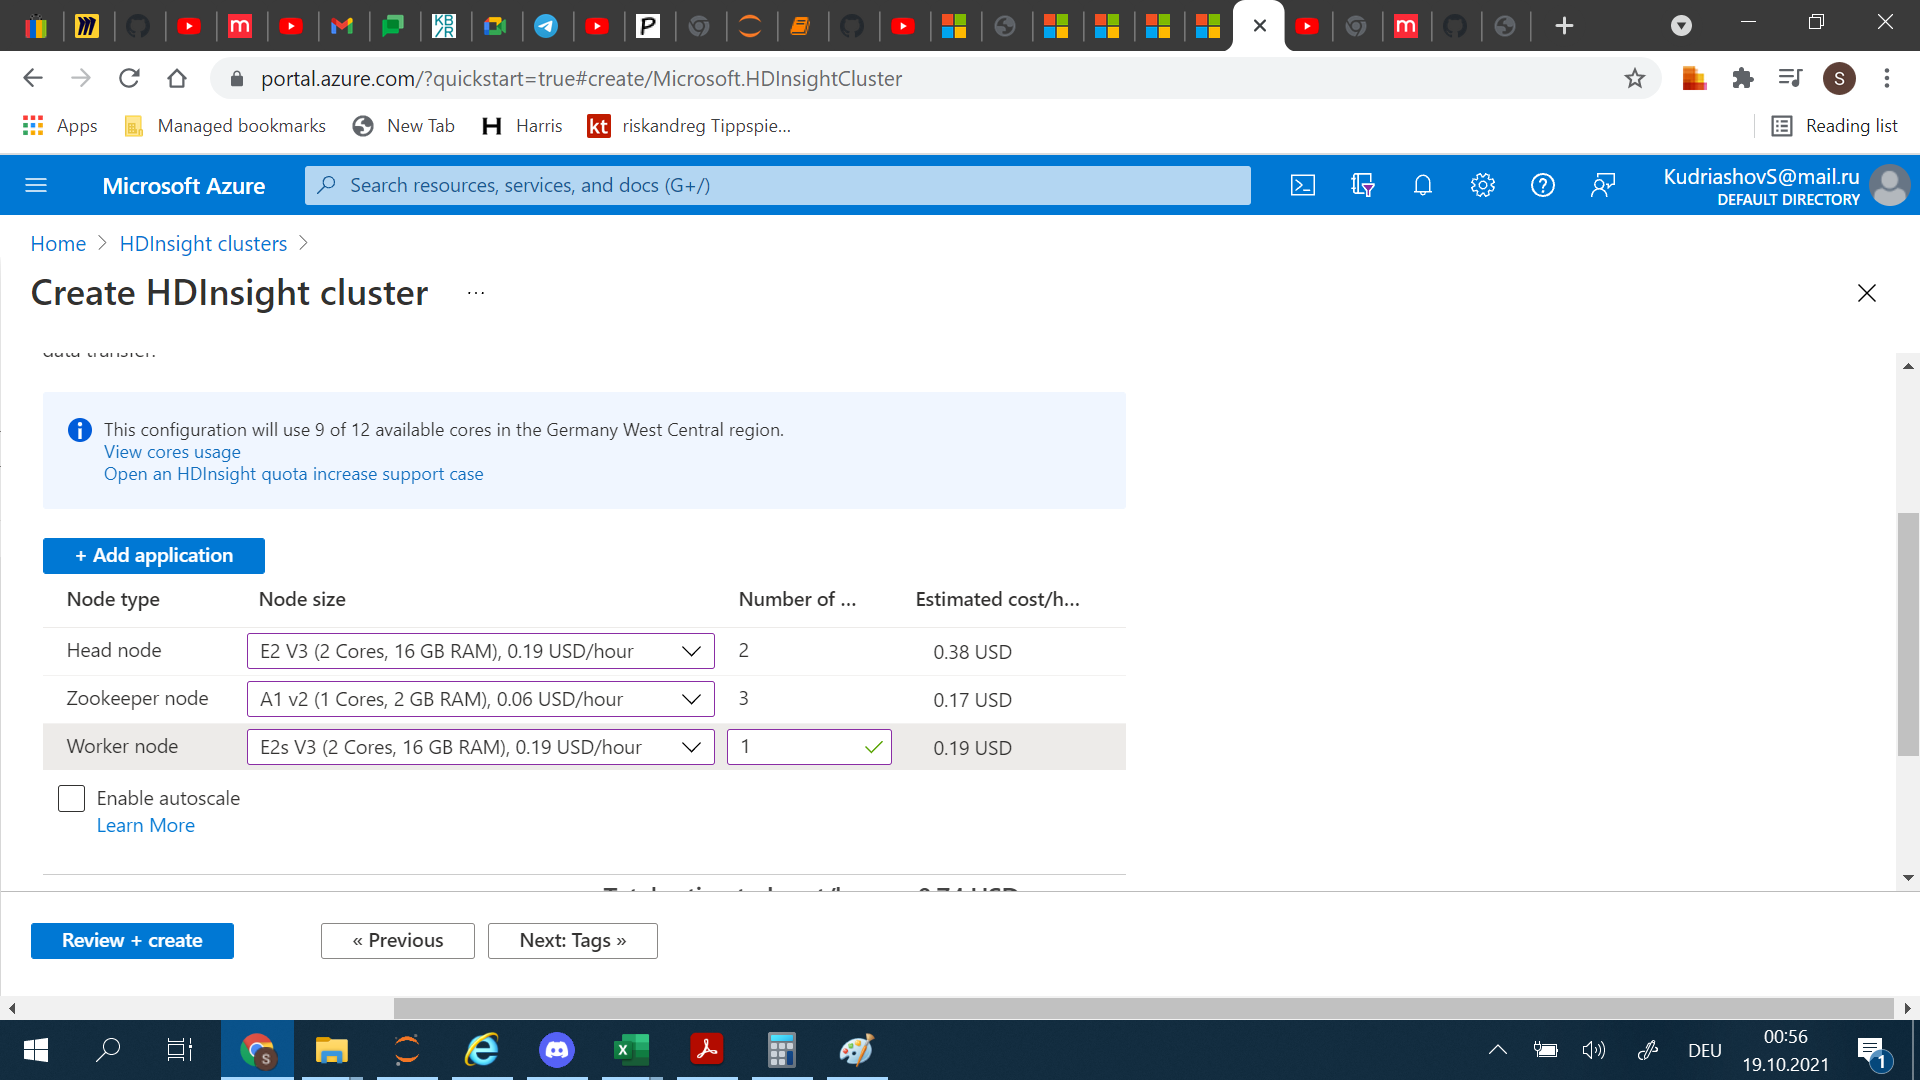 portal.azure.com/?quickstart=true#create/Microsoft.HDInsightCluster
S
Apps
Managed bookmarks
New Tab
H Harris
kt riskandreg Tippspie...
Reading list
Microsoft Azure
Search resources, services, and docs (G+/)
KudriashovS@mail.ru
DEFAULT DIRECTORY
Home > HDInsight clusters >
Create HDInsight cluster ...
data transfer.
This configuration will use 9 of 12 available cores in the Germany West Central region.
View cores usage
Open an HDInsight quota increase support case
+ Add application
Node type Node size Number of ... Estimated cost/h...
Head node E2 V3 (2 Cores, 16 GB RAM), 0.19 USD/hour 2 0.38 USD
Zookeeper node A1 v2 (1 Cores, 2 GB RAM), 0.06 USD/hour 3 0.17 USD
Worker node E2s V3 (2 Cores, 16 GB RAM), 0.19 USD/hour 1 0.19 USD
Enable autoscale
Learn More
Review + create
« Previous
Next: Tags »
DEU
00:56
19.10.2021
1